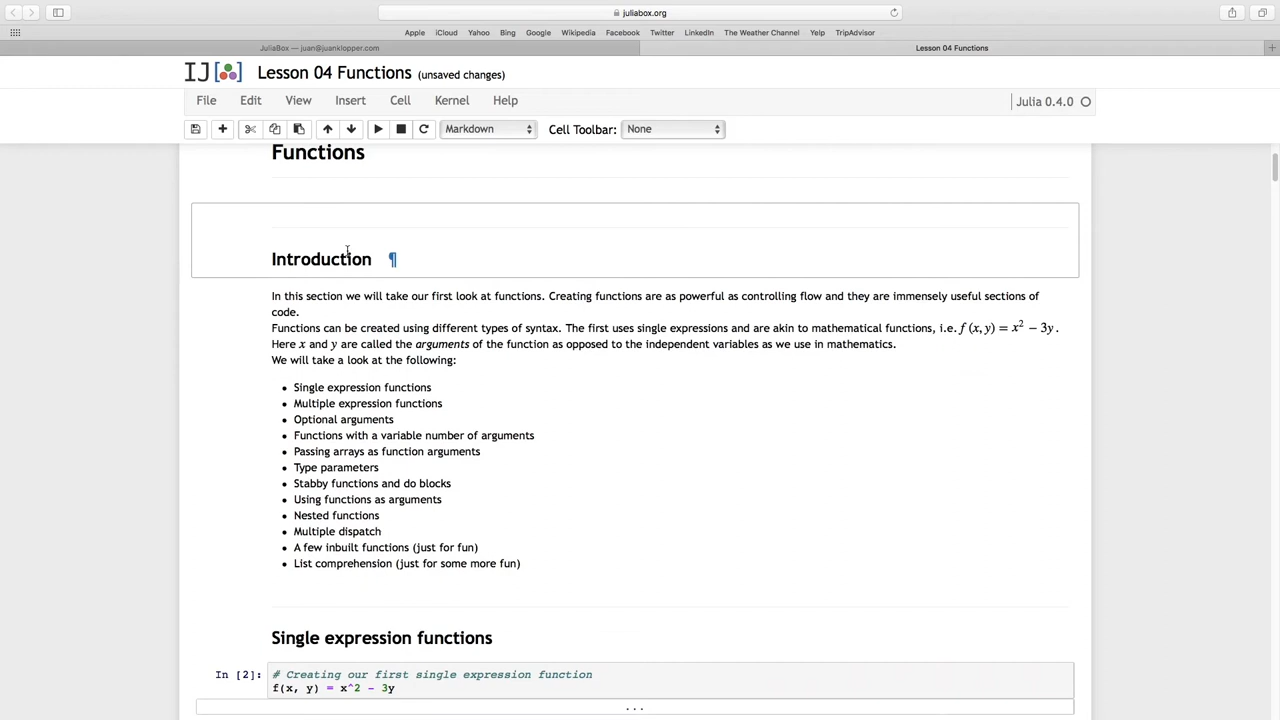 juliabox.org
Apple iCloud Yahoo Bing Google Wikipedia Facebook Twitter LinkedIn The Weather Channel Yelp TripAdvisor
JuliaBox — juan@juanklopper.com Lesson 04 Functions
IJ Lesson 04 Functions (unsaved changes)
File Edit View Insert Cell Kernel Help Julia 0.4.0
Markdown Cell Toolbar: None
Functions
Introduction ¶
In this section we will take our first look at functions. Creating functions are as powerful as controlling flow and they are immensely useful sections of
code.
Functions can be created using different types of syntax. The first uses single expressions and are akin to mathematical functions, i.e. f (x, y) = x² − 3y .
Here x and y are called the arguments of the function as opposed to the independent variables as we use in mathematics.
We will take a look at the following:
• Single expression functions
• Multiple expression functions
• Optional arguments
• Functions with a variable number of arguments
• Passing arrays as function arguments
• Type parameters
• Stabby functions and do blocks
• Using functions as arguments
• Nested functions
• Multiple dispatch
• A few inbuilt functions (just for fun)
• List comprehension (just for some more fun)
Single expression functions
In [2]: # Creating our first single expression function
f(x, y) = x^2 - 3y
...